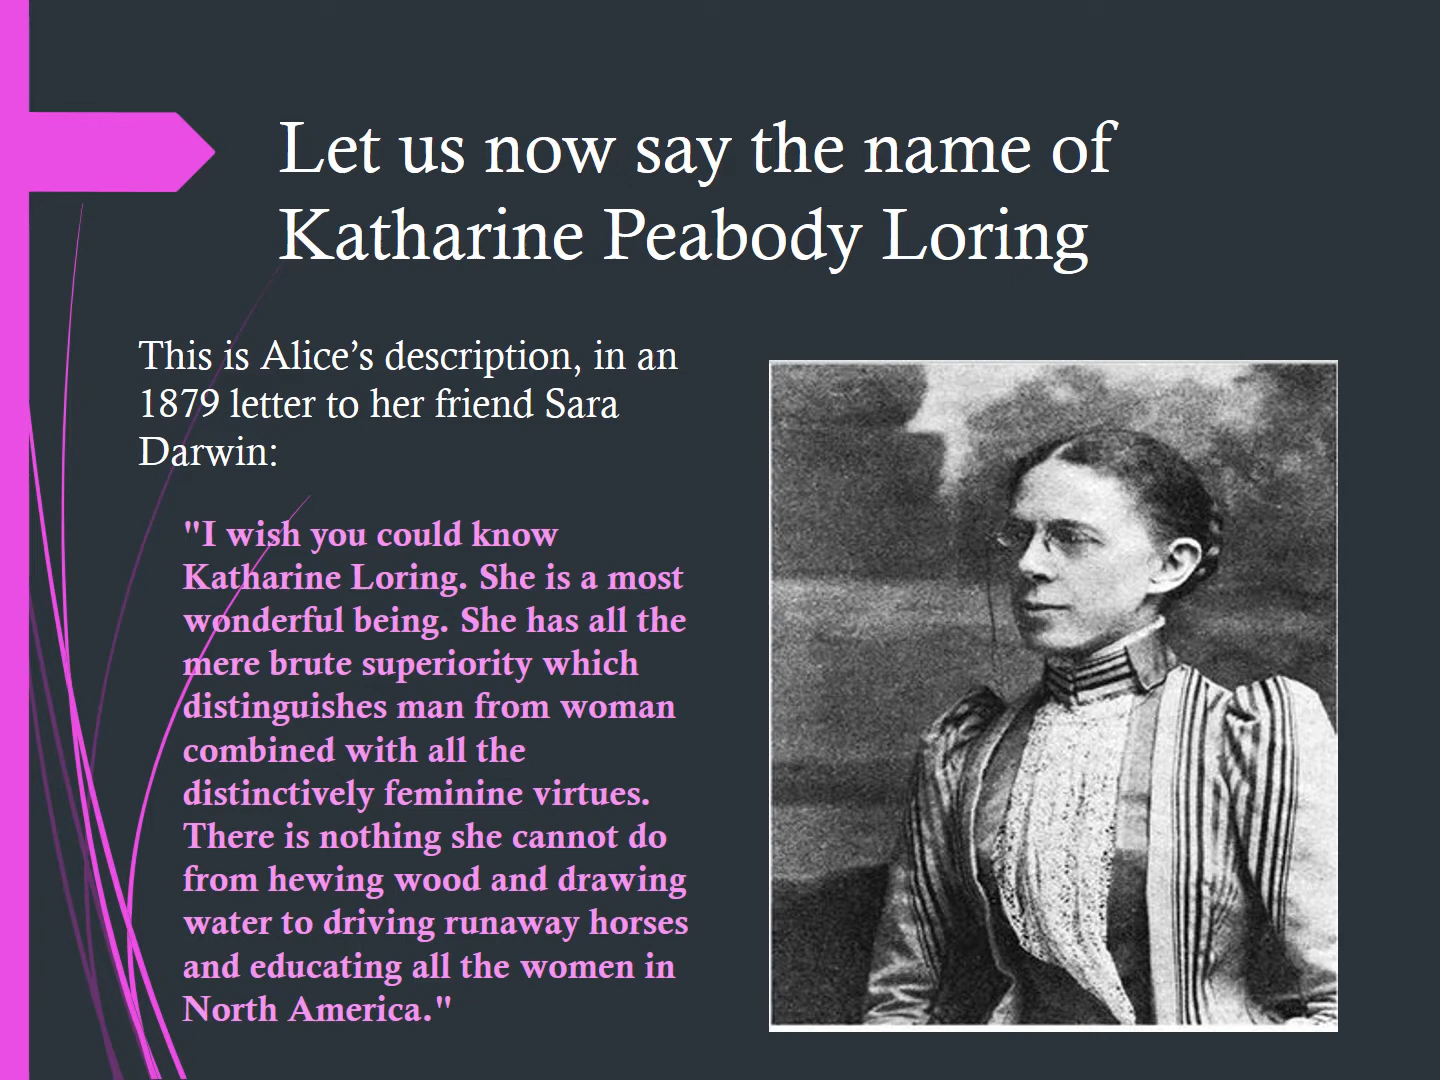 Let us now say the name of
Katharine Peabody Loring
This is Alice’s description, in an
1879 letter to her friend Sara
Darwin:
"I wish you could know
Katharine Loring. She is a most
wonderful being. She has all the
mere brute superiority which
distinguishes man from woman
combined with all the
distinctively feminine virtues.
There is nothing she cannot do
from hewing wood and drawing
water to driving runaway horses
and educating all the women in
North America."